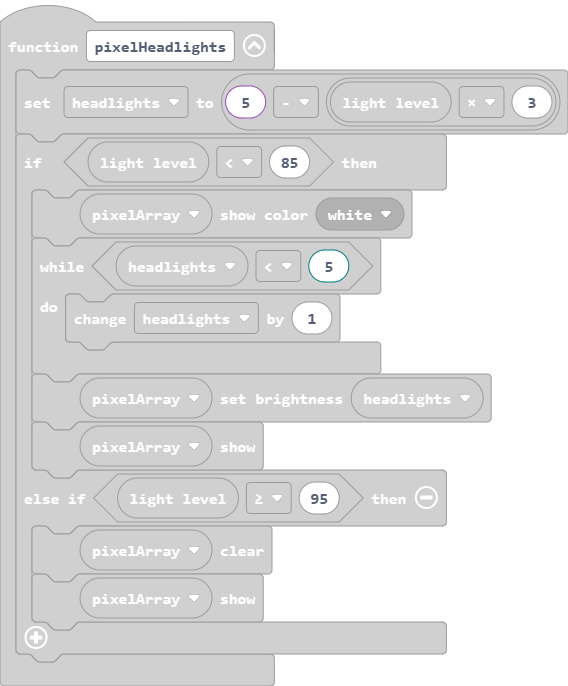 function pixelHeadlights
set headlights to 5 - light level × 3
if light level < 85 then
pixelArray show color white
while headlights < 5
do change headlights by 1
pixelArray set brightness headlights
pixelArray show
else if light level ≥ 95 then
pixelArray clear
pixelArray show